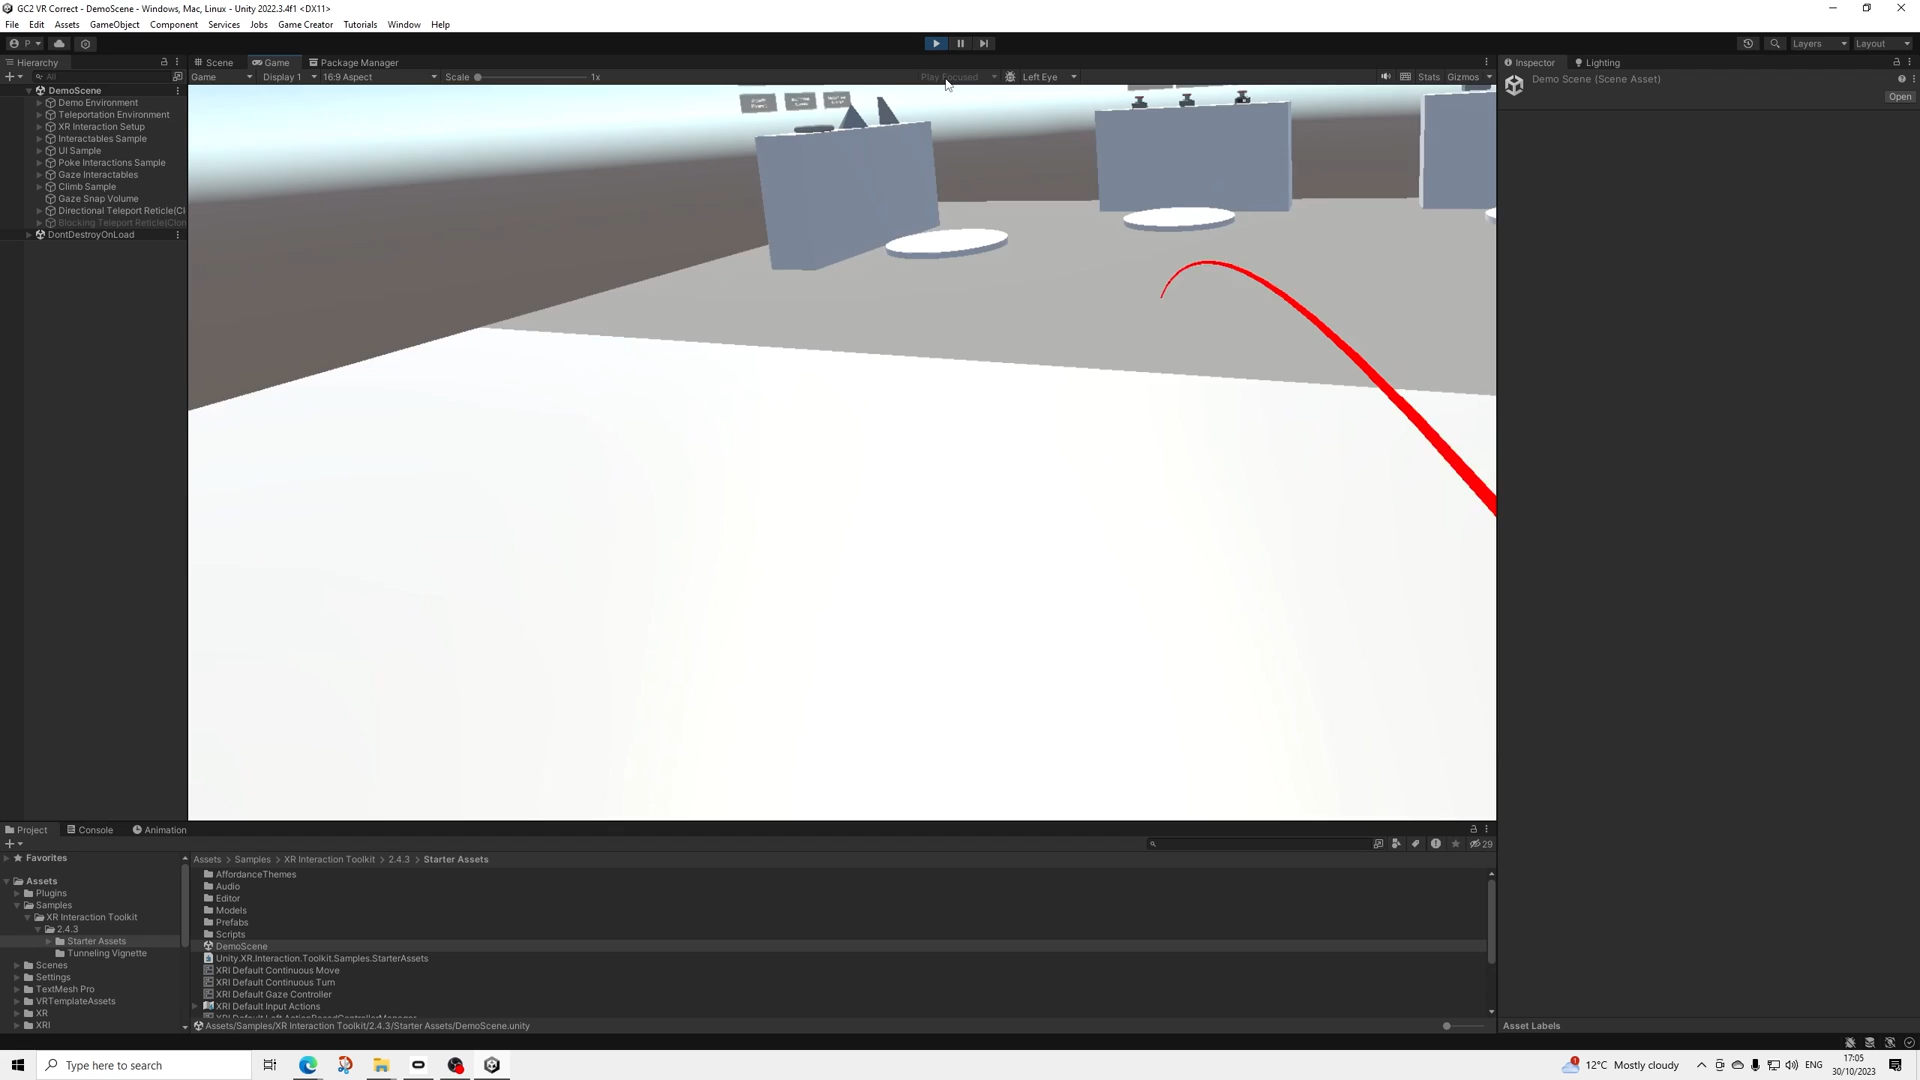 GC2 VR Correct - DemoScene - Windows, Mac, Linux - Unity 2022.3.4f1 <DX11>
File Edit Assets GameObject Component Services Jobs Game Creator Tutorials Window Help
P Layers Layout
Hierarchy Scene Game Package Manager Inspector Lighting
All Game Display 1 16:9 Aspect Scale 1x Play Focused Left Eye Stats Gizmos Demo Scene (Scene Asset)
Open
DemoScene
Demo Environment
Teleportation Environment
XR Interaction Setup
Interactables Sample
UI Sample
Poke Interactions Sample
Gaze Interactables
Climb Sample
Gaze Snap Volume
Directional Teleport Reticle(Cl
Blocking Teleport Reticle(Clon
DontDestroyOnLoad
Project Console Animation
29
Favorites
Assets
Plugins
Samples
XR Interaction Toolkit
2.4.3
Starter Assets
Tunneling Vignette
Scenes
Settings
TextMesh Pro
VRTemplateAssets
XR
XRI
Assets > Samples > XR Interaction Toolkit > 2.4.3 > Starter Assets
AffordanceThemes
Audio
Editor
Models
Prefabs
Scripts
DemoScene
Unity.XR.Interaction.Toolkit.Samples.StarterAssets
XRI Default Continuous Move
XRI Default Continuous Turn
XRI Default Gaze Controller
XRI Default Input Actions
Assets/Samples/XR Interaction Toolkit/2.4.3/Starter Assets/DemoScene.unity
Asset Labels
Type here to search
1
12°C Mostly cloudy
ENG
17:05
30/10/2023